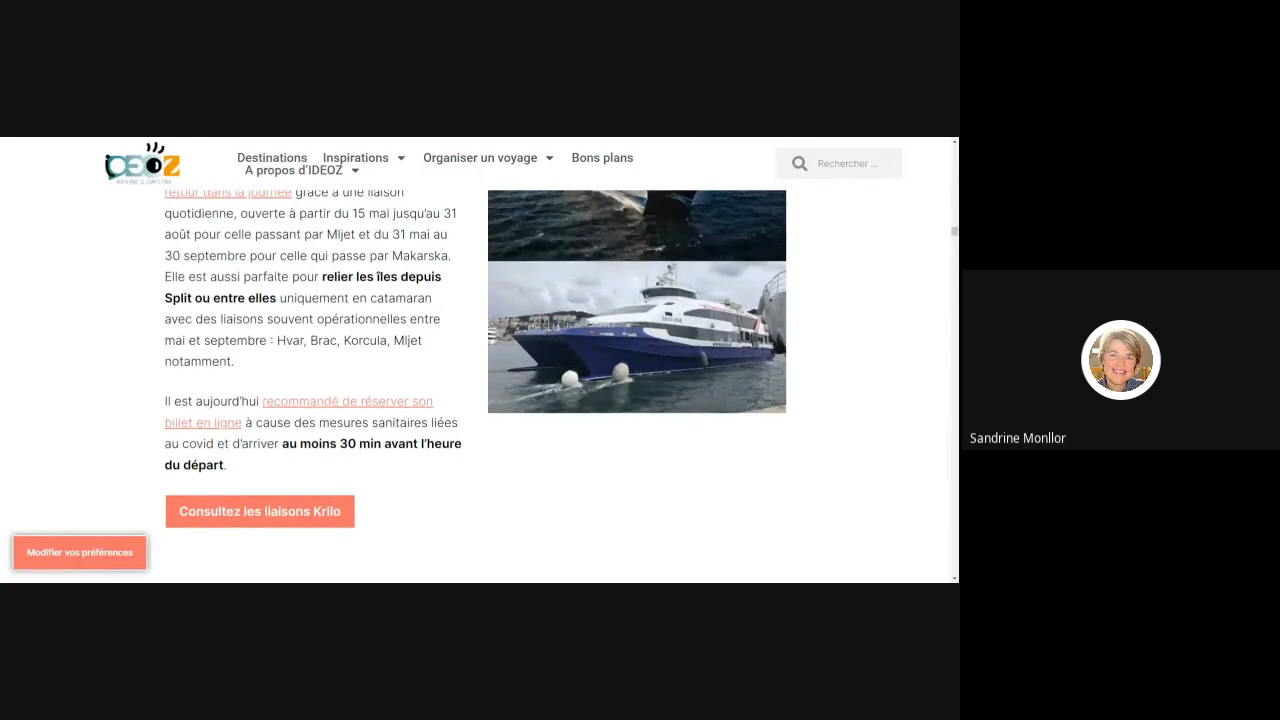 IDEOZ
Destinations Inspirations Organiser un voyage Bons plans
A propos d'IDEOZ
Rechercher ...
retour dans la journée grâce à une liaison
quotidienne, ouverte à partir du 15 mai jusqu'au 31
août pour celle passant par Mljet et du 31 mai au
30 septembre pour celle qui passe par Makarska.
Elle est aussi parfaite pour relier les îles depuis
Split ou entre elles uniquement en catamaran
avec des liaisons souvent opérationnelles entre
mai et septembre : Hvar, Brac, Korcula, Mljet
notamment.
Il est aujourd'hui recommandé de réserver son
billet en ligne à cause des mesures sanitaires liées
au covid et d'arriver au moins 30 min avant l'heure
du départ.
Consultez les liaisons Krilo
Modifier vos préférences
Sandrine Monllor